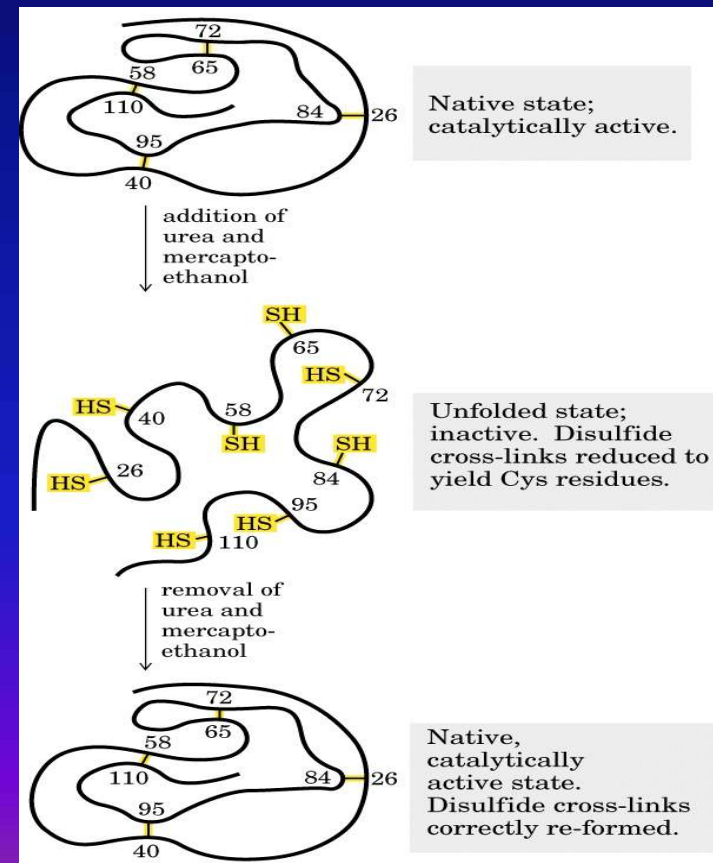 72
65
58
110
84
26
Native state;
catalytically active.
95
40
addition of
urea and
mercapto-
ethanol
SH
65
HS
72
HS
40
58
SH
SH
84
Unfolded state;
inactive. Disulfide
cross-links reduced to
yield Cys residues.
HS
26
95
HS
HS
110
removal of
urea and
mercapto-
ethanol
72
65
58
110
84
26
Native,
catalytically
active state.
Disulfide cross-links
correctly re-formed.
95
40